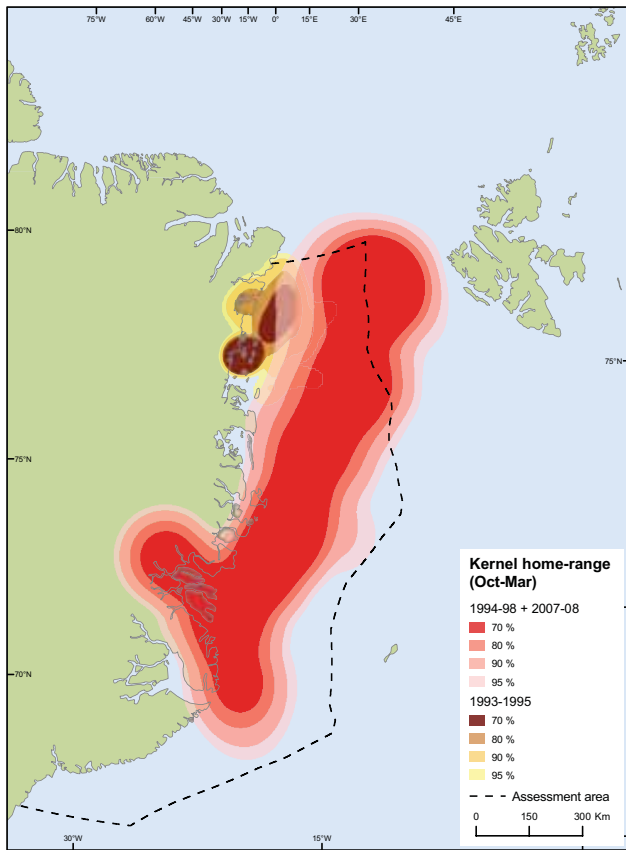 75°W 60°W 45°W 30°W 15°W 0° 15°E 30°E 45°E
80°N
75°N
75°N
70°N
Kernel home-range
(Oct-Mar)
1994-98 + 2007-08
70 %
80 %
90 %
95 %
1993-1995
70 %
80 %
90 %
95 %
Assessment area
0 150 300 Km
30°W 15°W